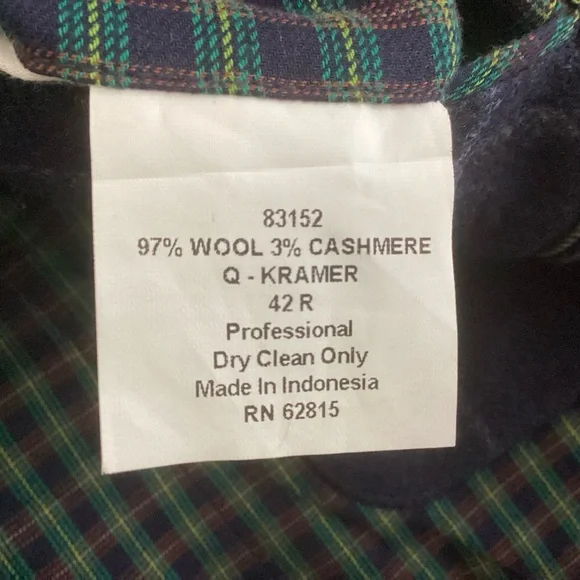 83152
97% WOOL 3% CASHMERE
Q - KRAMER
42 R
Professional
Dry Clean Only
Made In Indonesia
RN 62815